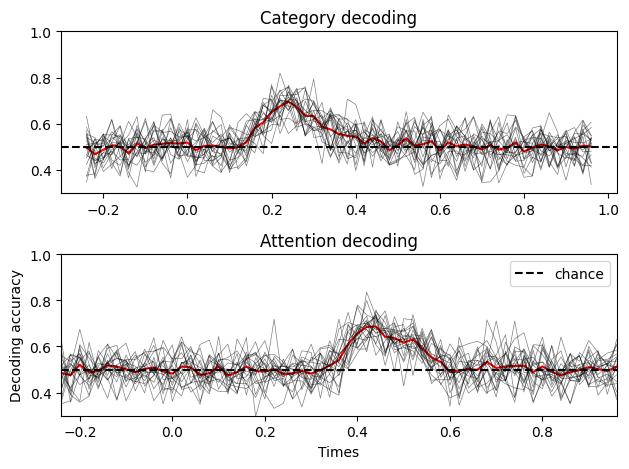 Category decoding
1.0
0.8
0.6
0.4
−0.2 0.0 0.2 0.4 0.6 0.8 1.0
Attention decoding
1.0
0.8
0.6
0.4
Decoding accuracy
chance
−0.2 0.0 0.2 0.4 0.6 0.8
Times